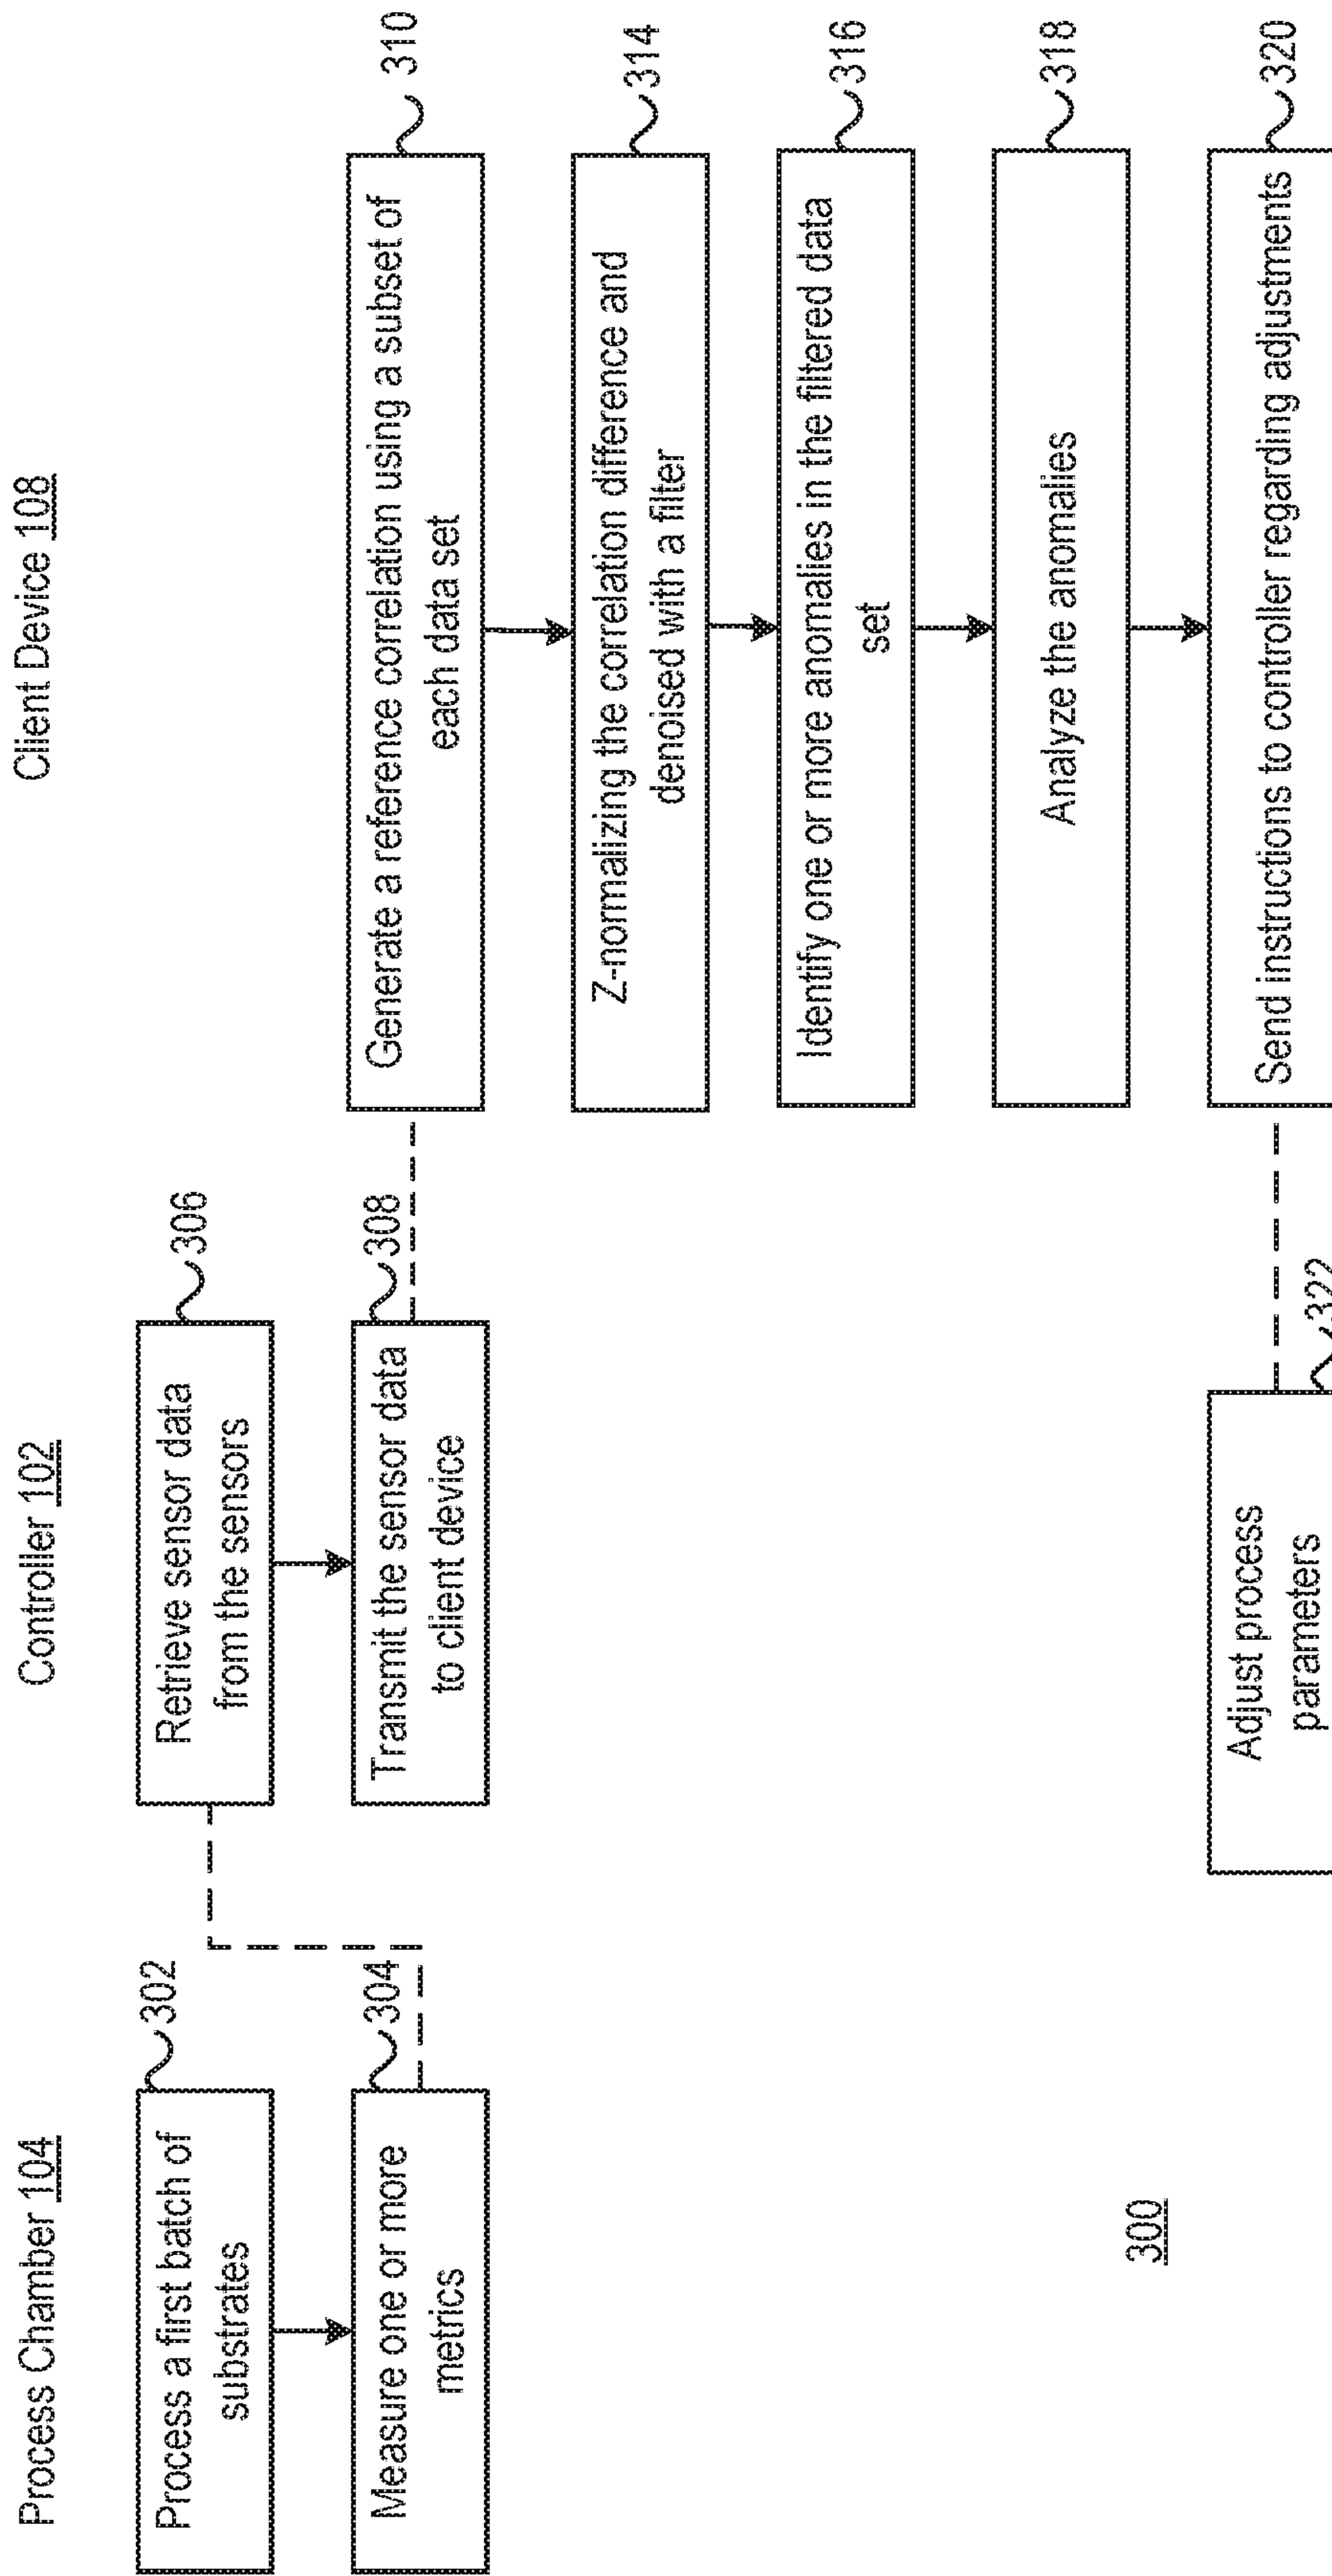 Process Chamber 104
Process a first batch of
substrates
302
Measure one or more
metrics
304
Controller 102
Retrieve sensor data
from the sensors
306
Transmit the sensor data
to client device
308
Client Device 108
Generate a reference correlation using a subset of
each data set
310
Z-normalizing the correlation difference and
denoised with a filter
314
Identify one or more anomalies in the filtered data
set
316
Analyze the anomalies
318
Send instructions to controller regarding adjustments
320
Adjust process
parameters
322
300